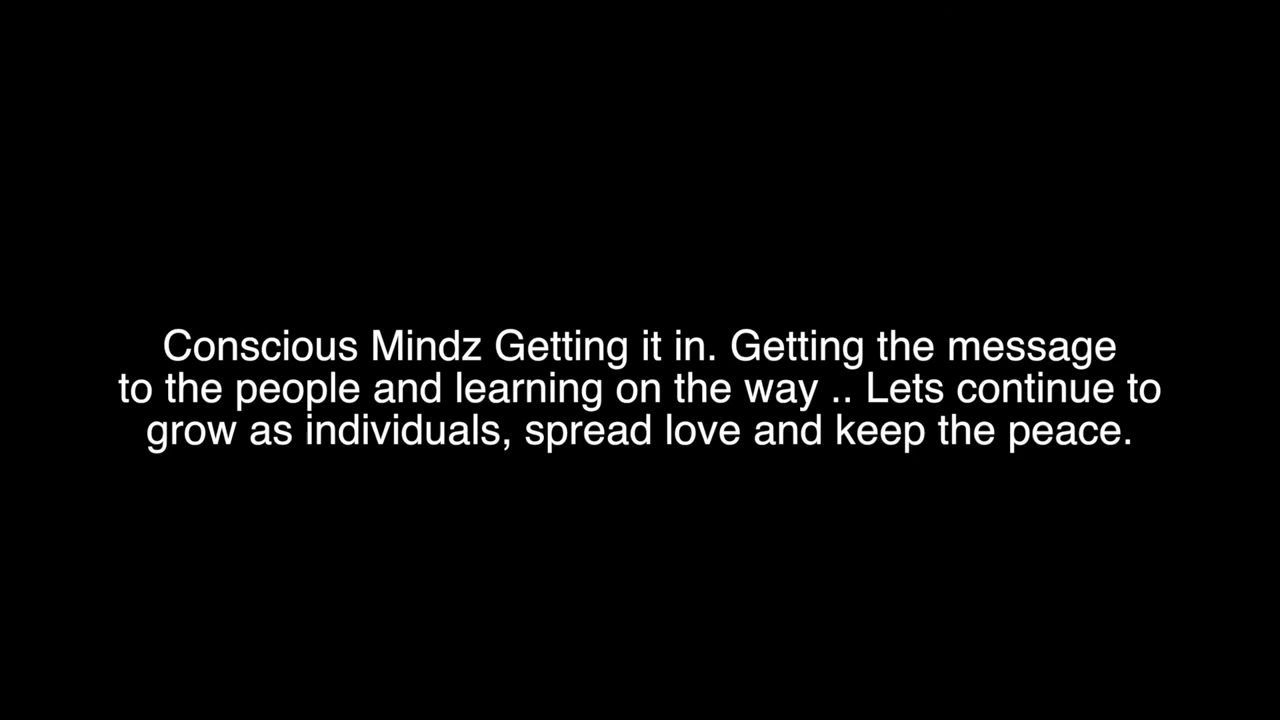 Conscious Mindz Getting it in. Getting the message
to the people and learning on the way .. Lets continue to
grow as individuals, spread love and keep the peace.